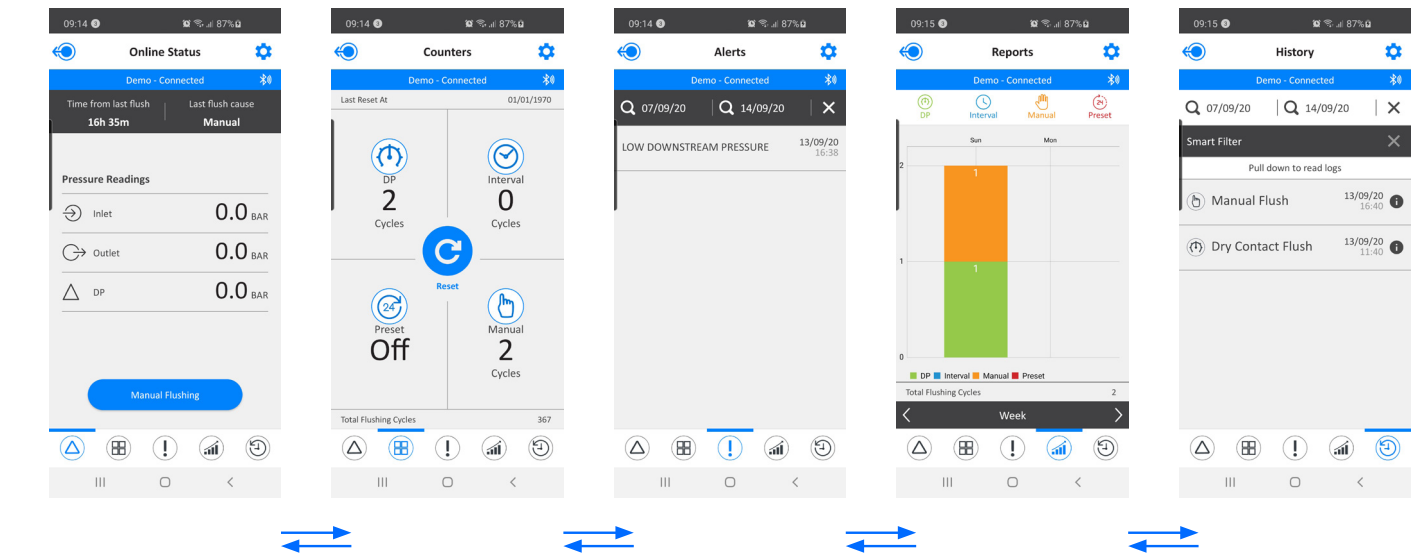 09:14 3 87%
Online Status
Demo - Connected
Time from last flush
16h 35m
Last flush cause
Manual
Pressure Readings
Inlet 0.0 BAR
Outlet 0.0 BAR
DP 0.0 BAR
Manual Flushing
09:14 3 87%
Counters
Demo - Connected
Last Reset At 01/01/1970
DP
2
Cycles
Interval
0
Cycles
Reset
24
Preset
Off
Manual
2
Cycles
Total Flushing Cycles 367
09:14 3 87%
Alerts
Demo - Connected
07/09/20 14/09/20
LOW DOWNSTREAM PRESSURE 13/09/20
16:38
09:15 3 87%
Reports
Demo - Connected
24
DP Interval Manual Preset
Sun Mon
2
1
1
1
0
DP Interval Manual Preset
Total Flushing Cycles 2
Week
09:15 3 87%
History
Demo - Connected
07/09/20 14/09/20
Smart Filter
Pull down to read logs
Manual Flush 13/09/20
16:40
Dry Contact Flush 13/09/20
11:40